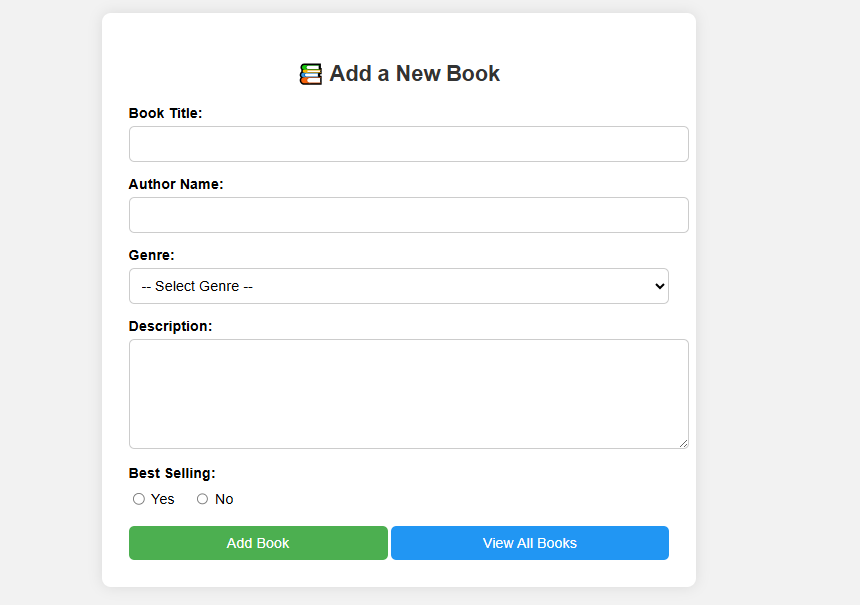 📚 Add a New Book
Book Title:
Author Name:
Genre:
-- Select Genre --
Description:
Best Selling:
Yes No
Add Book View All Books